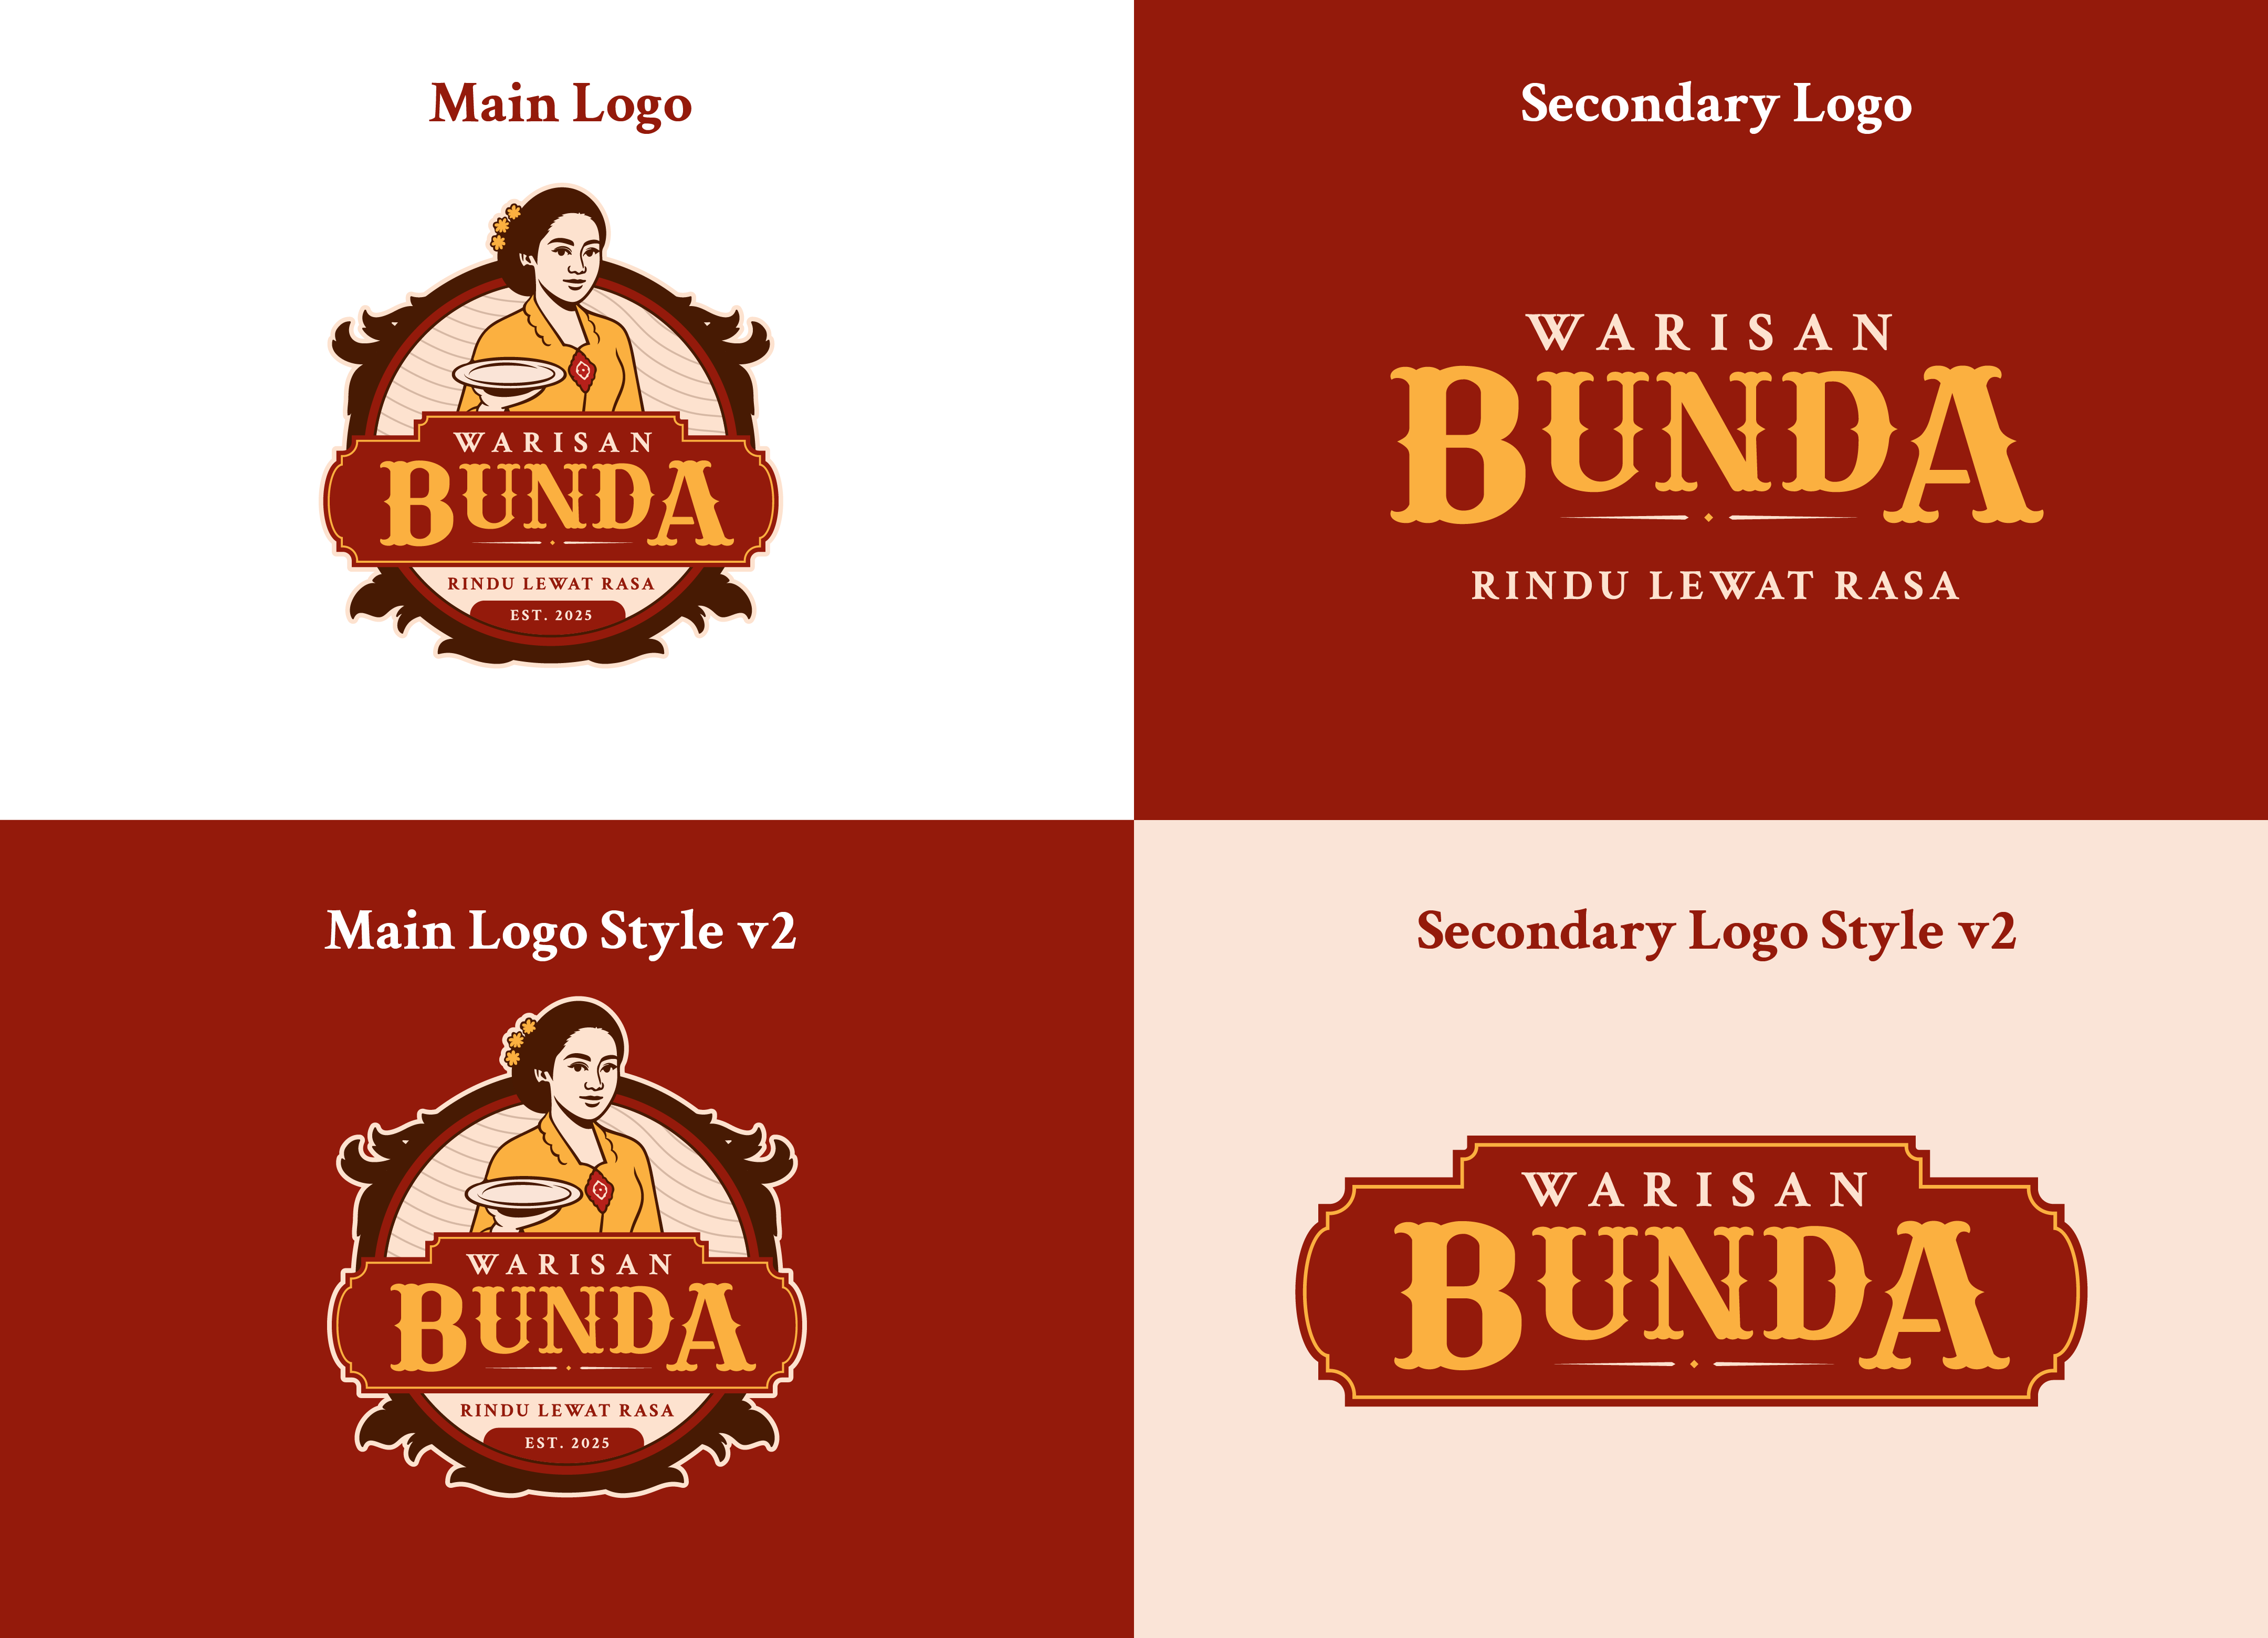 Main Logo
WARISAN
BUNDA
RINDU LEWAT RASA
EST. 2025
Secondary Logo
WARISAN
BUNDA
RINDU LEWAT RASA
Main Logo Style v2
WARISAN
BUNDA
RINDU LEWAT RASA
EST. 2025
Secondary Logo Style v2
WARISAN
BUNDA